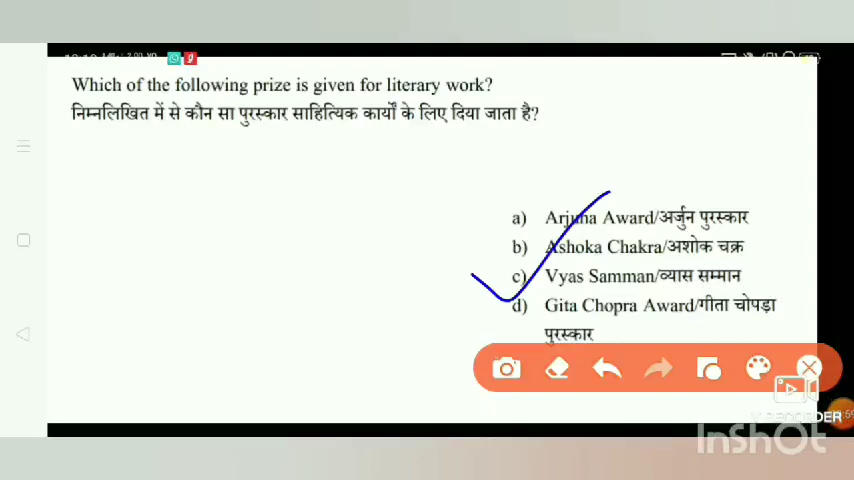 Which of the following prize is given for literary work?
निम्नलिखित में से कौन सा पुरस्कार साहित्यिक कार्यों के लिए दिया जाता है?
a) Arjuna Award/अर्जुन पुरस्कार
b) Ashoka Chakra/अशोक चक्र
c) Vyas Samman/व्यास सम्मान
d) Gita Chopra Award/गीता चोपड़ा
पुरस्कार
InShOt